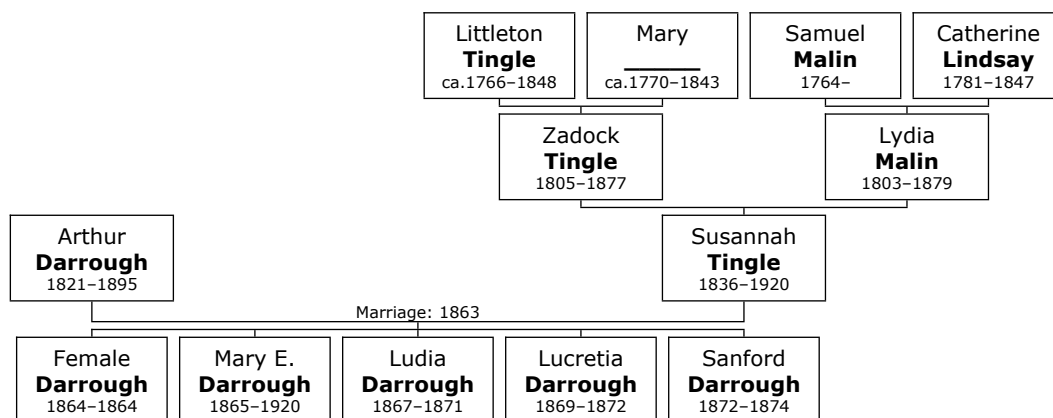 Littleton
Tingle
ca.1766–1848
Mary
______
ca.1770–1843
Samuel
Malin
1764–
Catherine
Lindsay
1781–1847
Zadock
Tingle
1805–1877
Lydia
Malin
1803–1879
Arthur
Darrough
1821–1895
Susannah
Tingle
1836–1920
Marriage: 1863
Female
Darrough
1864–1864
Mary E.
Darrough
1865–1920
Ludia
Darrough
1867–1871
Lucretia
Darrough
1869–1872
Sanford
Darrough
1872–1874